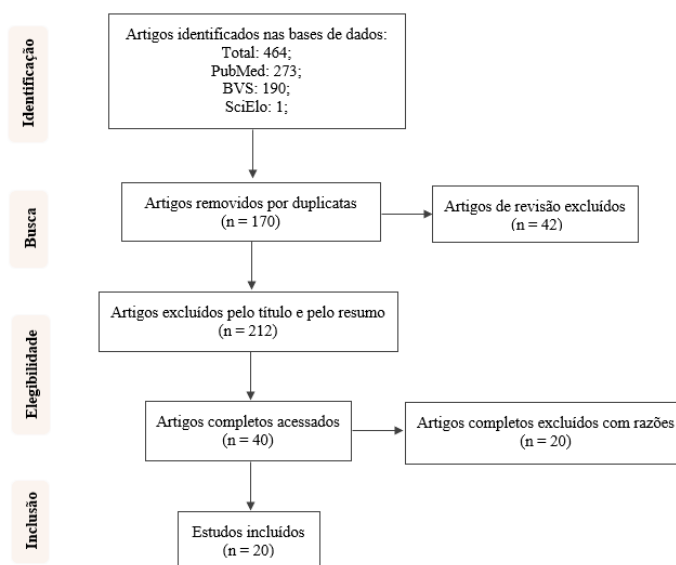 Identificação
Artigos identificados nas bases de dados:
Total: 464;
PubMed: 273;
BVS: 190;
SciElo: 1;
Busca
Artigos removidos por duplicatas
(n = 170)
Artigos de revisão excluídos
(n = 42)
Elegibilidade
Artigos excluídos pelo título e pelo resumo
(n = 212)
Artigos completos acessados
(n = 40)
Artigos completos excluídos com razões
(n = 20)
Inclusão
Estudos incluídos
(n = 20)